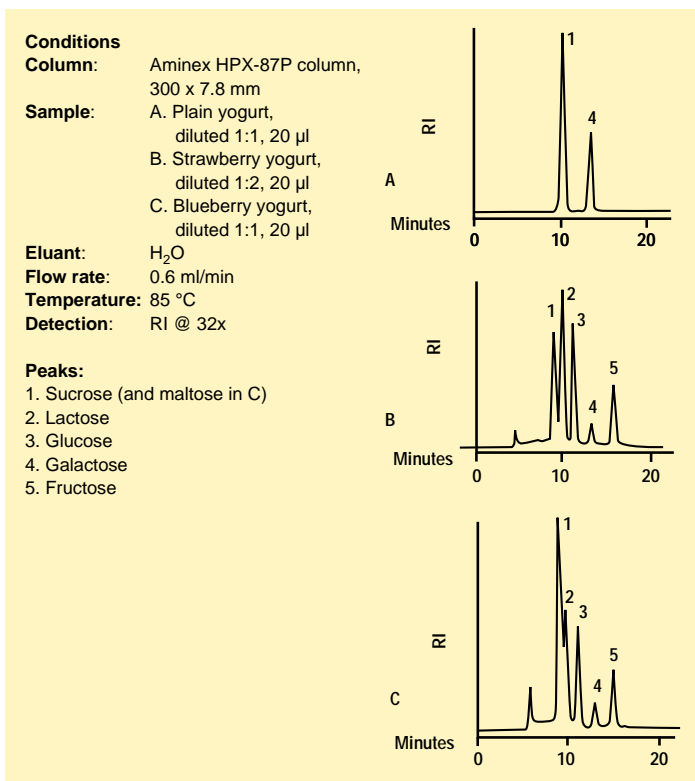 Conditions
Column: Aminex HPX-87P column,
300 x 7.8 mm
Sample: A. Plain yogurt,
diluted 1:1, 20 µl
B. Strawberry yogurt,
diluted 1:2, 20 µl
C. Blueberry yogurt,
diluted 1:1, 20 µl
Eluant: H₂O
Flow rate: 0.6 ml/min
Temperature: 85 °C
Detection: RI @ 32x
Peaks:
1. Sucrose (and maltose in C)
2. Lactose
3. Glucose
4. Galactose
5. Fructose
1
4
RI
A
Minutes
0 10 20
2
1 3
RI
5
4
B
Minutes
0 10 20
1
2
3
RI
5
4
C
Minutes
0 10 20